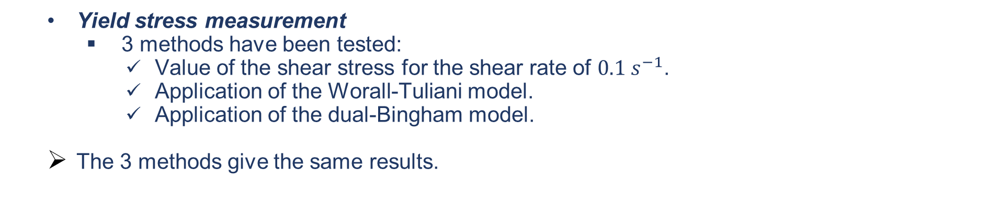 • Yield stress measurement
▪ 3 methods have been tested:
✓ Value of the shear stress for the shear rate of 0.1 s⁻¹.
✓ Application of the Worall-Tuliani model.
✓ Application of the dual-Bingham model.
➢ The 3 methods give the same results.